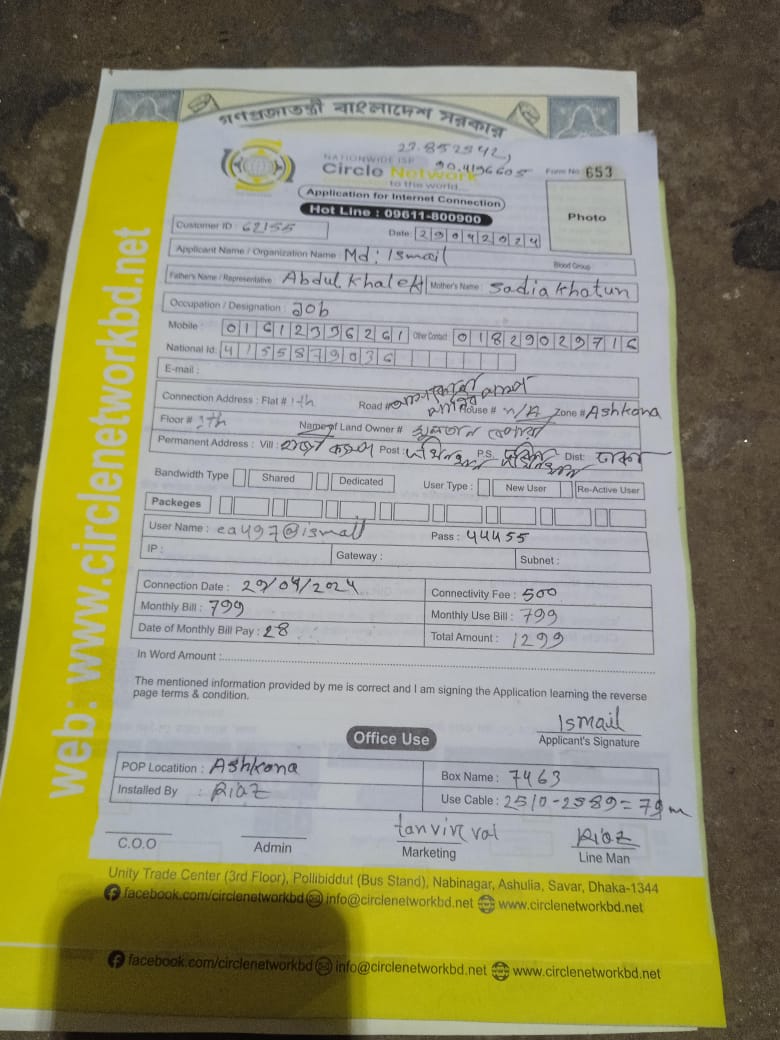 গণপ্রজাতন্ত্রী বাংলাদেশ সরকার
23.852542,
90.4196605
NATIONWIDE ISP
Circle Network
to the world...
Form No: 653
Application for Internet Connection
Hot Line : 09611-800900
Photo
Customer ID : 62155
Date: 29042024
Applicant Name / Organization Name Md: Ismail
Blood Group
Father's Name / Representative Abdul Khalek Mother's Name : Sadia Khatun
Occupation / Designation : Job
Mobile : 01612396261 Other Contact 01829029716
National Id: 4155879036
E-mail :
Connection Address : Flat # Road # House # N/A Zone # Ashkona
Floor # Name of Land Owner #
Permanent Address : Vill : Post : P.S. Dist: ঢাকা
Bandwidth Type Shared Dedicated User Type : New User Re-Active User
Packeges
User Name : ea497@ismail Pass : 44455
IP : Gateway : Subnet :
Connection Date : 29/04/2024 Connectivity Fee : 500
Monthly Bill : 799 Monthly Use Bill : 799
Date of Monthly Bill Pay : 28 Total Amount : 1299
In Word Amount :
The mentioned information provided by me is correct and I am signing the Application learning the reverse
page terms & condition.
Ismail
Applicant's Signature
Office Use
POP Locatition : Ashkona Box Name : 7463
Installed By : Riaz Use Cable : 2510-2589=79m
C.O.O Admin Marketing Line Man
tanvir Riaz
Unity Trade Center (3rd Floor), Pollibiddut (Bus Stand), Nabinagar, Ashulia, Savar, Dhaka-1344
facebook.com/circlenetworkbd info@circlenetworkbd.net www.circlenetworkbd.net
facebook.com/circlenetworkbd info@circlenetworkbd.net www.circlenetworkbd.net
web: www.circlenetworkbd.net